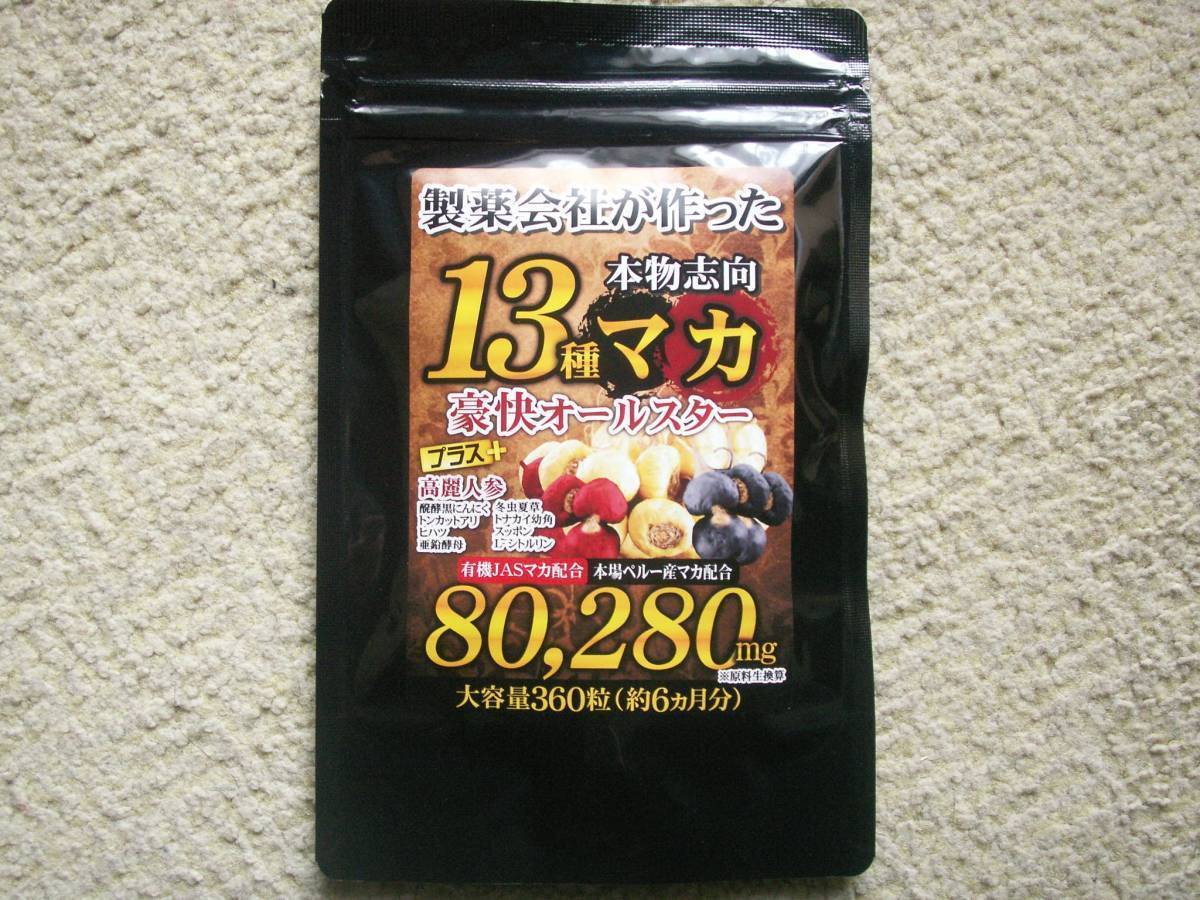 製薬会社が作った
本物志向
13種マカ
豪快オールスター
プラス+
高麗人参
醗酵黒にんにく 冬虫夏草
トンカットアリ トナカイ幼角
ヒハツ スッポン
亜鉛酵母 L-シトルリン
有機JASマカ配合 本場ペルー産マカ配合
80,280mg
※原料生換算
大容量360粒(約6ヵ月分)